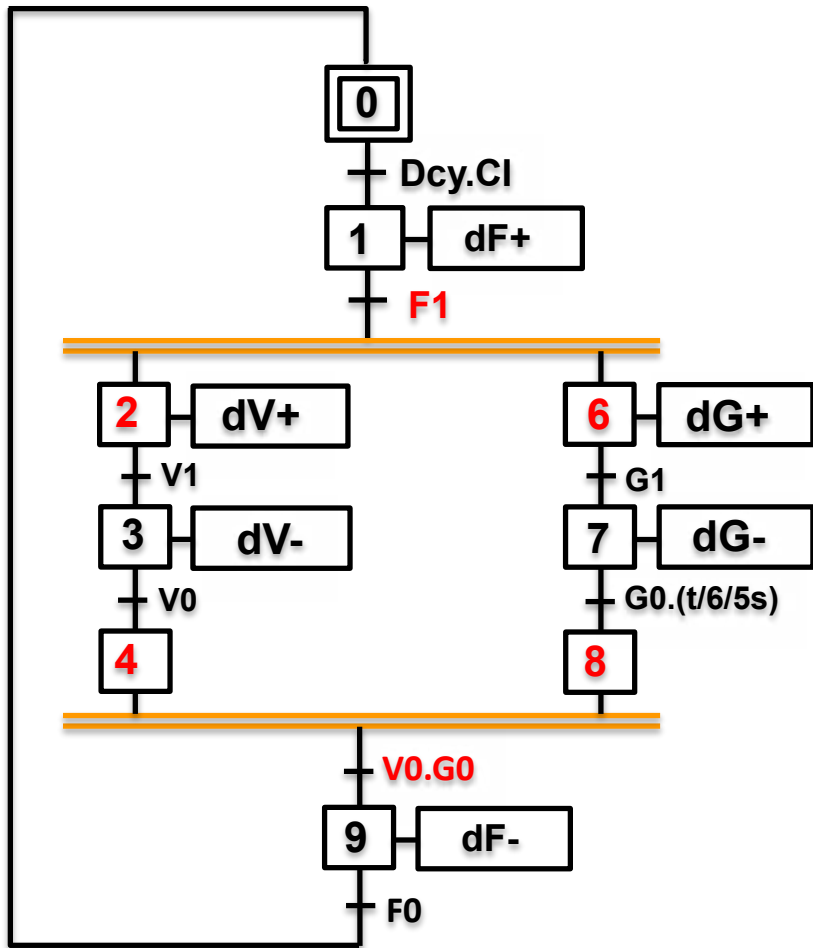 0
Dcy.CI
1 dF+
F1
2 dV+ 6 dG+
V1 G1
3 dV- 7 dG-
V0 G0.(t/6/5s)
4 8
V0.G0
9 dF-
F0